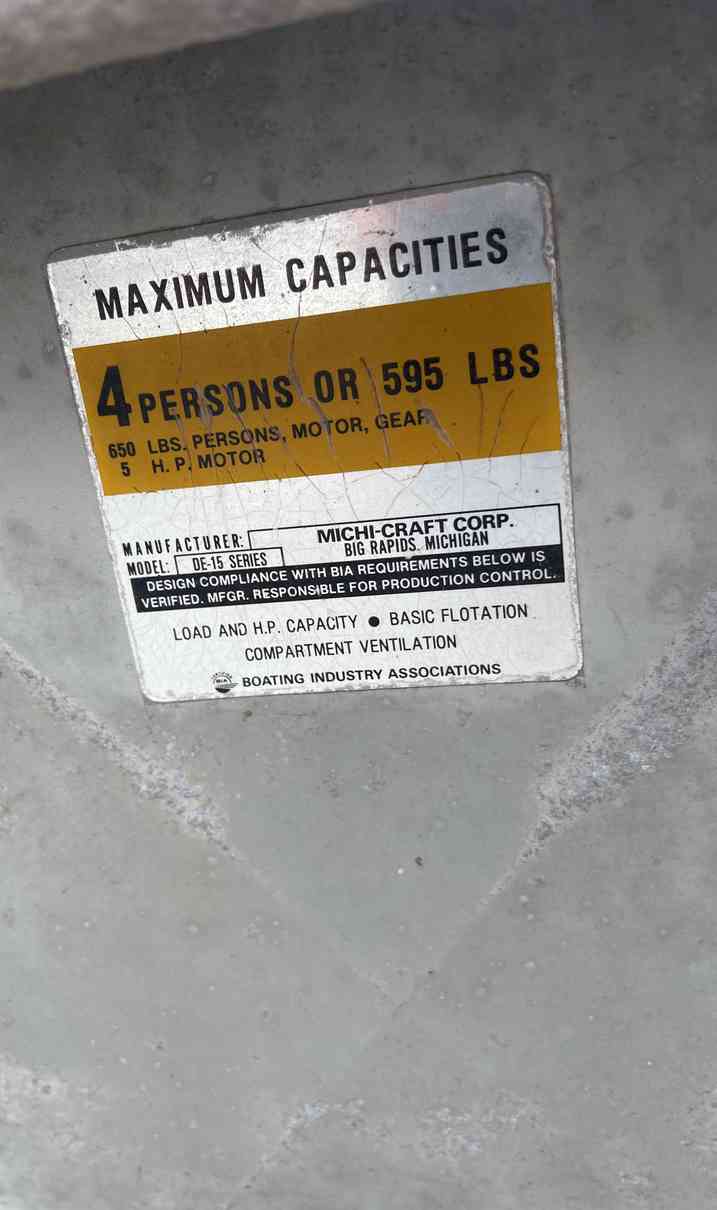 MAXIMUM CAPACITIES
4 PERSONS OR 595 LBS
650 LBS. PERSONS, MOTOR, GEAR
5 H.P. MOTOR
MANUFACTURER: MICHI-CRAFT CORP.
BIG RAPIDS, MICHIGAN
MODEL: DE-15 SERIES
DESIGN COMPLIANCE WITH BIA REQUIREMENTS BELOW IS
VERIFIED. MFGR. RESPONSIBLE FOR PRODUCTION CONTROL.
LOAD AND H.P. CAPACITY ● BASIC FLOTATION
COMPARTMENT VENTILATION
BIA BOATING INDUSTRY ASSOCIATIONS